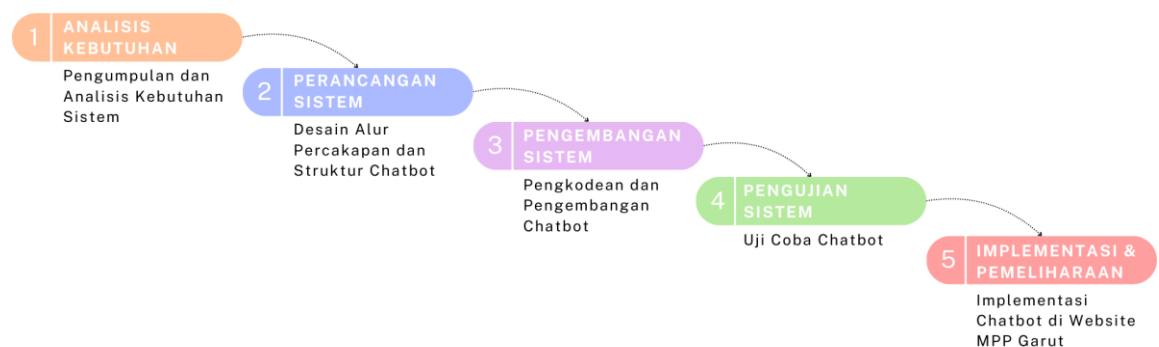 1
ANALISIS
KEBUTUHAN
Pengumpulan dan
Analisis Kebutuhan
Sistem
2
PERANCANGAN
SISTEM
Desain Alur
Percakapan dan
Struktur Chatbot
3
PENGEMBANGAN
SISTEM
Pengkodean dan
Pengembangan
Chatbot
4
PENGUJIAN
SISTEM
Uji Coba Chatbot
5
IMPLEMENTASI &
PEMELIHARAAN
Implementasi
Chatbot di Website
MPP Garut